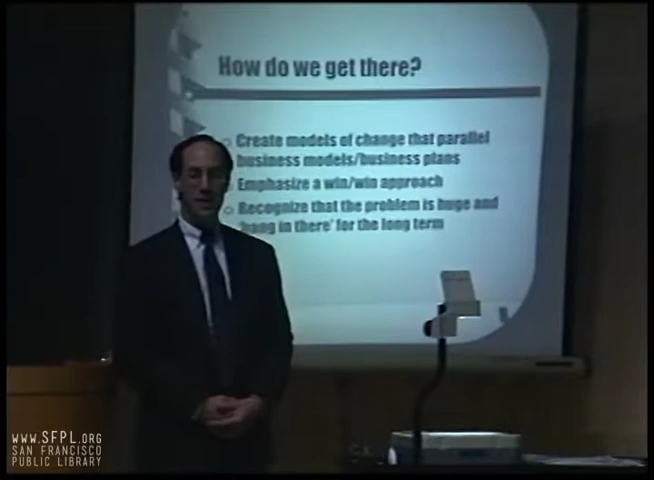 How do we get there?
Create models of change that parallel
business models/business plans
Emphasize a win/win approach
Recognize that the problem is huge and
'hang in there' for the long term
WWW.SFPL.ORG
SAN FRANCISCO
PUBLIC LIBRARY